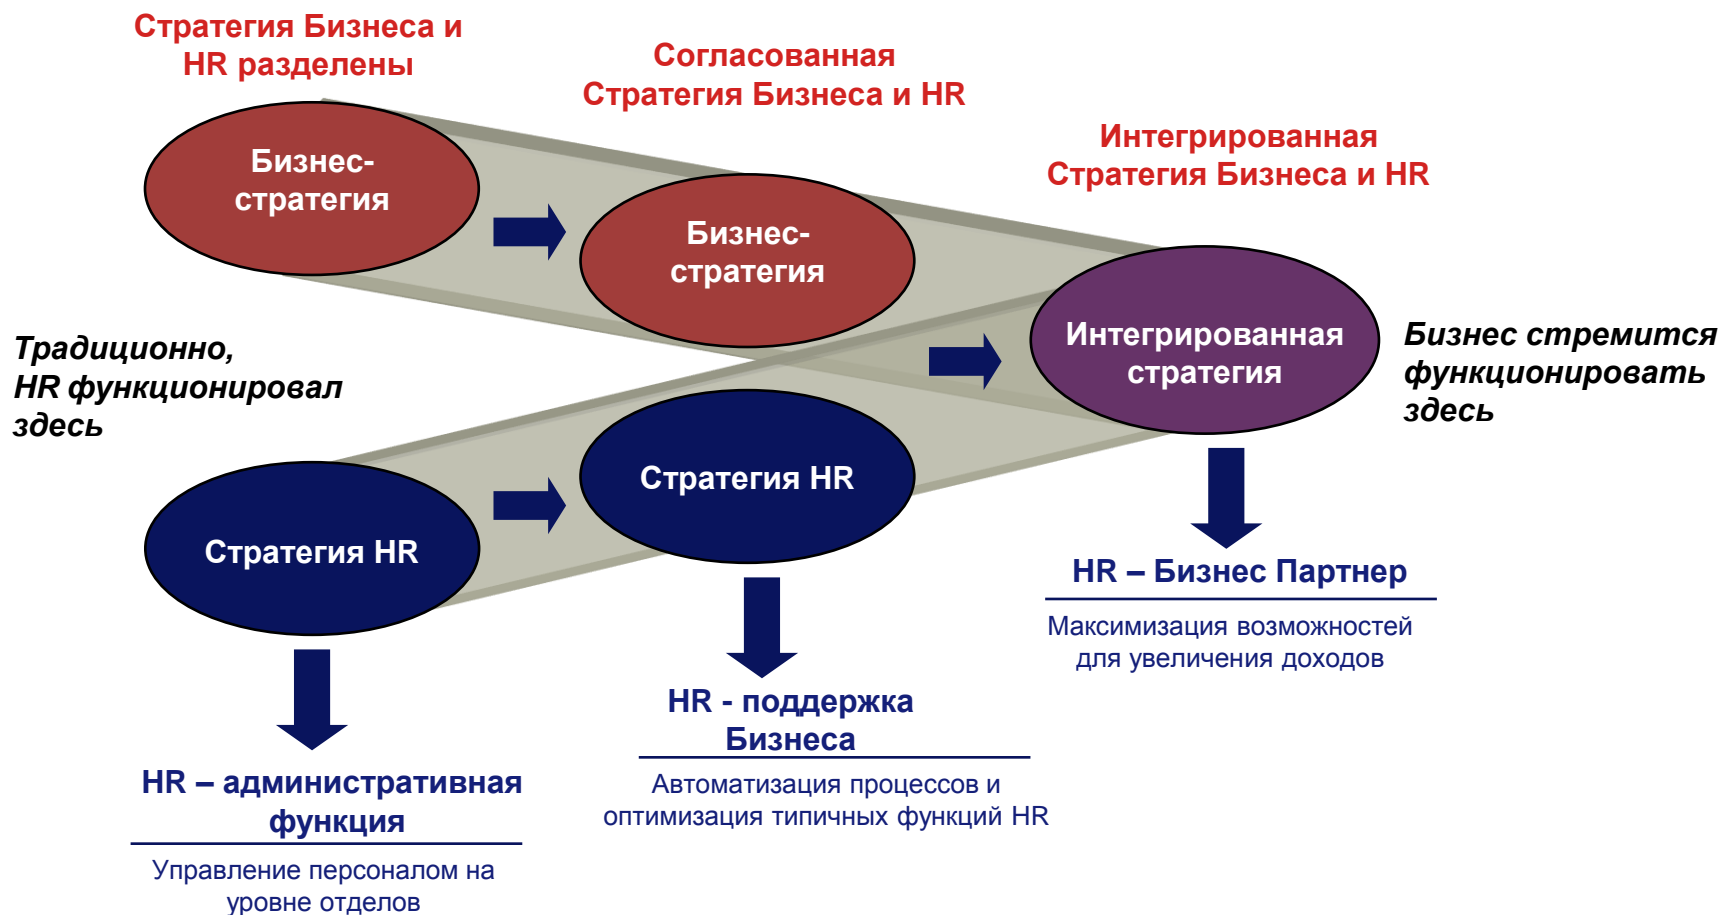 Стратегия Бизнеса и
HR разделены
Согласованная
Стратегия Бизнеса и HR
Интегрированная
Стратегия Бизнеса и HR
Бизнес-
стратегия
Бизнес-
стратегия
Интегрированная
стратегия
Традиционно,
HR функционировал
здесь
Бизнес стремится
функционировать
здесь
Стратегия HR
Стратегия HR
HR – Бизнес Партнер
Максимизация возможностей
для увеличения доходов
HR - поддержка
Бизнеса
Автоматизация процессов и
оптимизация типичных функций HR
HR – административная
функция
Управление персоналом на
уровне отделов